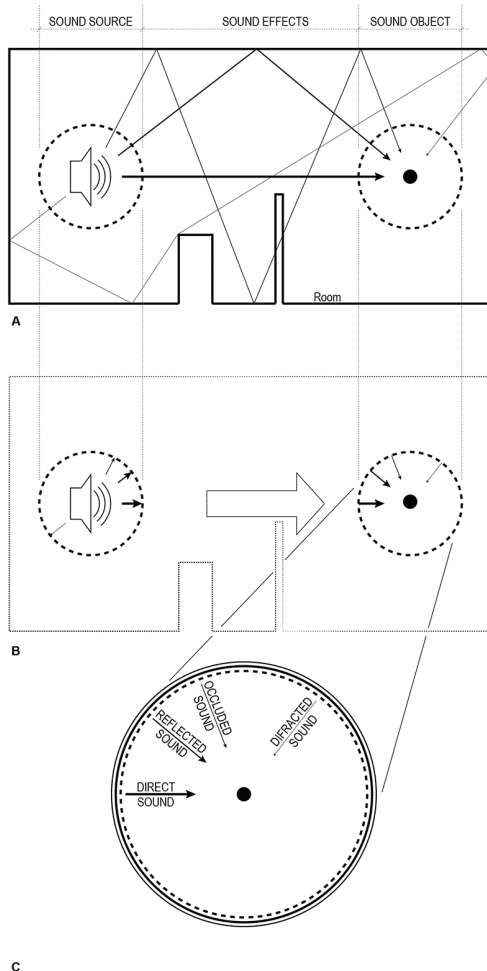 SOUND SOURCE
SOUND EFFECTS
SOUND OBJECT
Room
A
B
OCCLUDED
SOUND
REFLECTED
SOUND
DIFRACTED
SOUND
DIRECT
SOUND
C